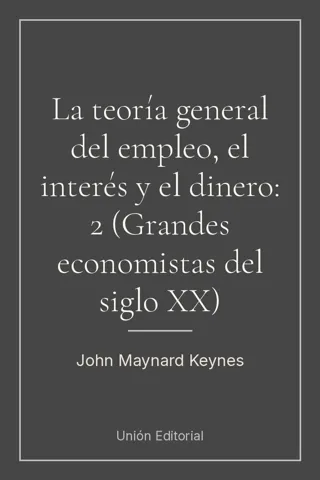 La teoría general
del empleo, el
interés y el dinero:
2 (Grandes
economistas del
siglo XX)
John Maynard Keynes
Unión Editorial